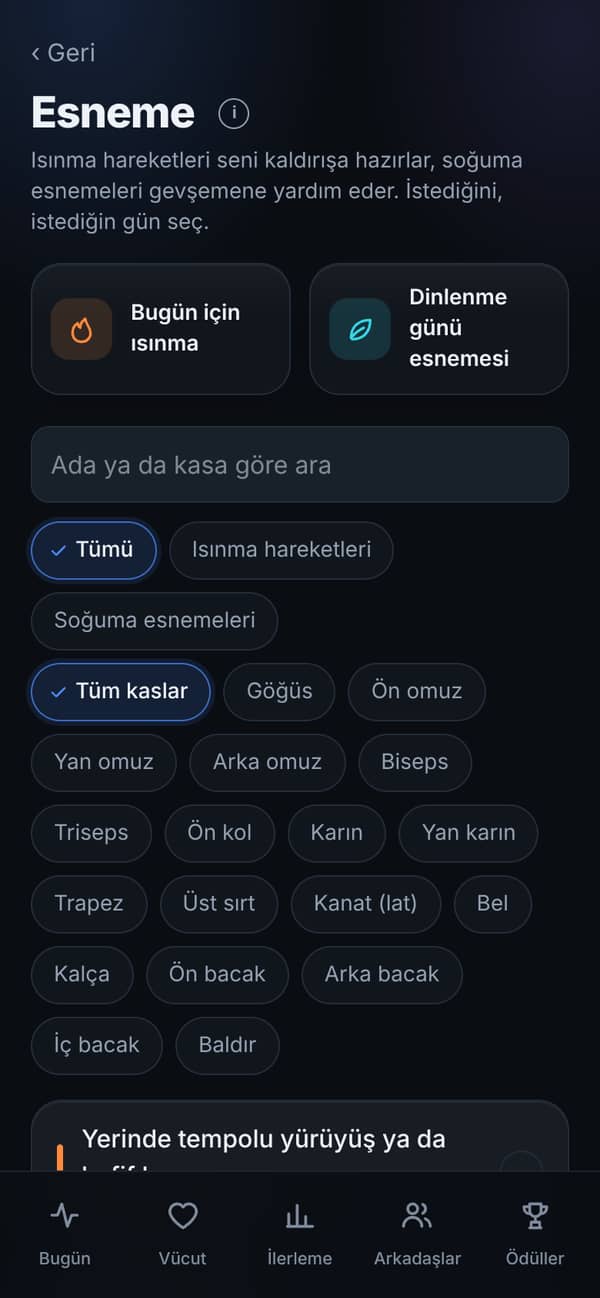 ‹ Geri
Esneme
Isınma hareketleri seni kaldırışa hazırlar, soğuma
esnemeleri gevşemene yardım eder. İstediğini,
istediğin gün seç.
Bugün için
ısınma
Dinlenme
günü
esnemesi
Ada ya da kasa göre ara
Tümü
Isınma hareketleri
Soğuma esnemeleri
Tüm kaslar
Göğüs
Ön omuz
Yan omuz
Arka omuz
Biseps
Triseps
Ön kol
Karın
Yan karın
Trapez
Üst sırt
Kanat (lat)
Bel
Kalça
Ön bacak
Arka bacak
İç bacak
Baldır
Yerinde tempolu yürüyüş ya da
Bugün
Vücut
İlerleme
Arkadaşlar
Ödüller